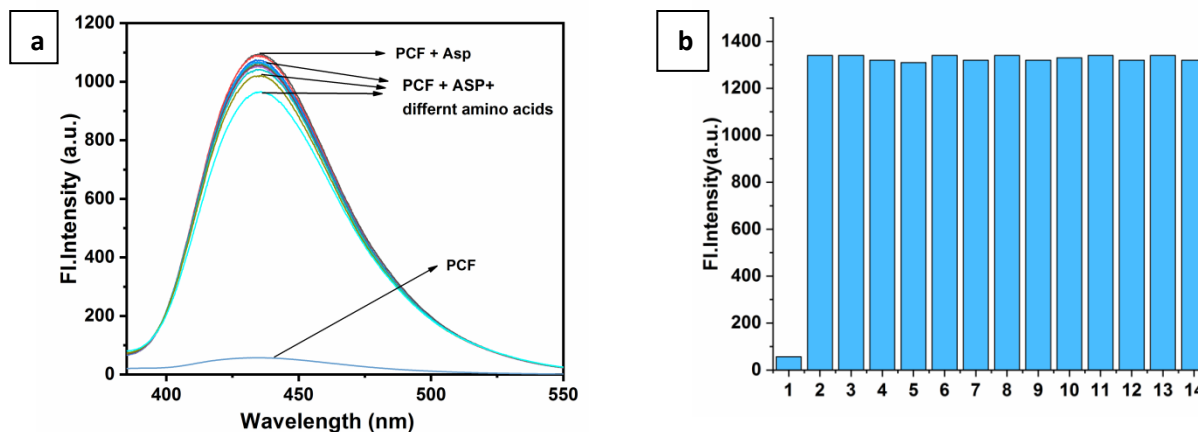 a
1200
1000
800
600
400
200
0
Fl.Intensity (a.u.)
PCF + Asp
PCF + ASP+
differnt amino acids
PCF
400 450 500 550
Wavelength (nm)
b
1400
1200
1000
800
600
400
200
0
Fl.Intensity(a.u.)
1 2 3 4 5 6 7 8 9 10 11 12 13 14